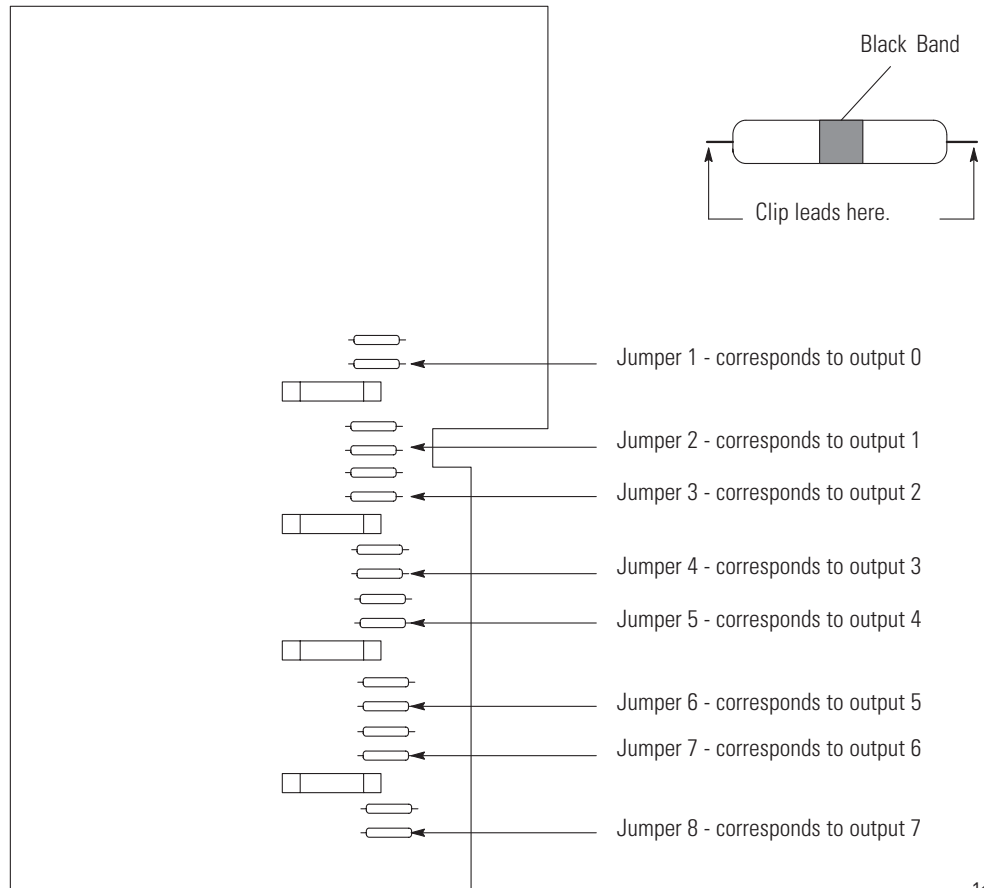 Black Band
Clip leads here.
Jumper 1 - corresponds to output 0
Jumper 2 - corresponds to output 1
Jumper 3 - corresponds to output 2
Jumper 4 - corresponds to output 3
Jumper 5 - corresponds to output 4
Jumper 6 - corresponds to output 5
Jumper 7 - corresponds to output 6
Jumper 8 - corresponds to output 7